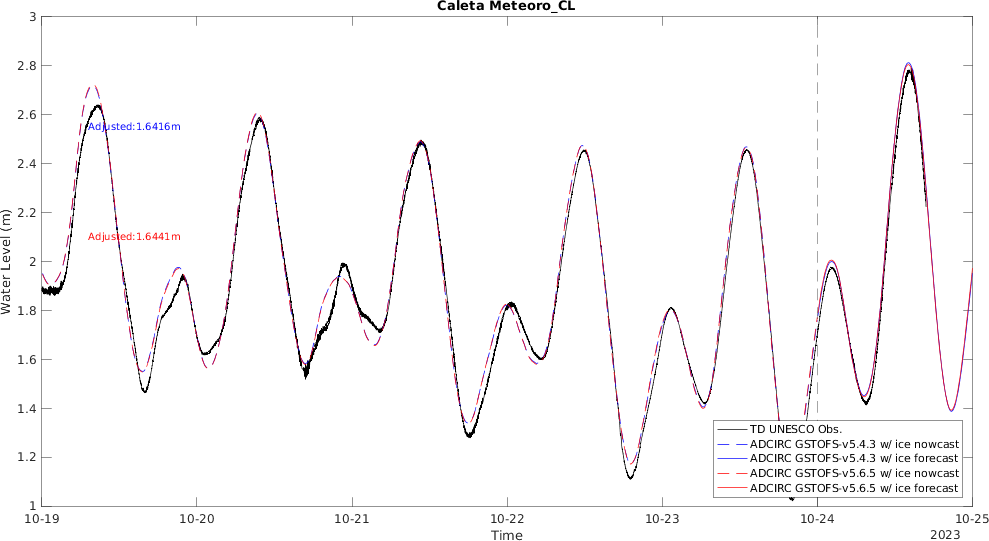 Caleta Meteoro_CL
3
2.8
2.6
2.4
2.2
2
1.8
1.6
1.4
1.2
1
Water Level (m)
Adjusted:1.6416m
Adjusted:1.6441m
TD UNESCO Obs.
ADCIRC GSTOFS-v5.4.3 w/ ice nowcast
ADCIRC GSTOFS-v5.4.3 w/ ice forecast
ADCIRC GSTOFS-v5.6.5 w/ ice nowcast
ADCIRC GSTOFS-v5.6.5 w/ ice forecast
10-19 10-20 10-21 10-22 10-23 10-24 10-25
Time
2023